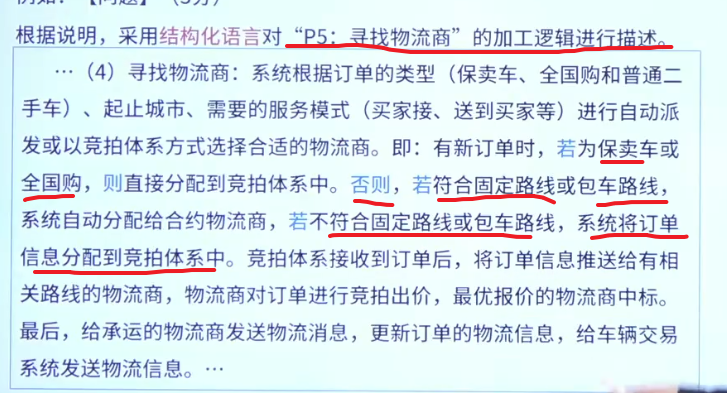 根据说明，采用结构化语言对“P5：寻找物流商”的加工逻辑进行描述。
…（4）寻找物流商：系统根据订单的类型（保卖车、全国购和普通二
手车）、起止城市、需要的服务模式（买家接、送到买家等）进行自动派
发或以竞拍体系方式选择合适的物流商。即：有新订单时，若为保卖车或
全国购，则直接分配到竞拍体系中。否则，若符合固定路线或包车路线，
系统自动分配给合约物流商，若不符合固定路线或包车路线，系统将订单
信息分配到竞拍体系中。竞拍体系接收到订单后，将订单信息推送给有相
关路线的物流商，物流商对订单进行竞拍出价，最优报价的物流商中标。
最后，给承运的物流商发送物流消息，更新订单的物流信息，给车辆交易
系统发送物流信息。…